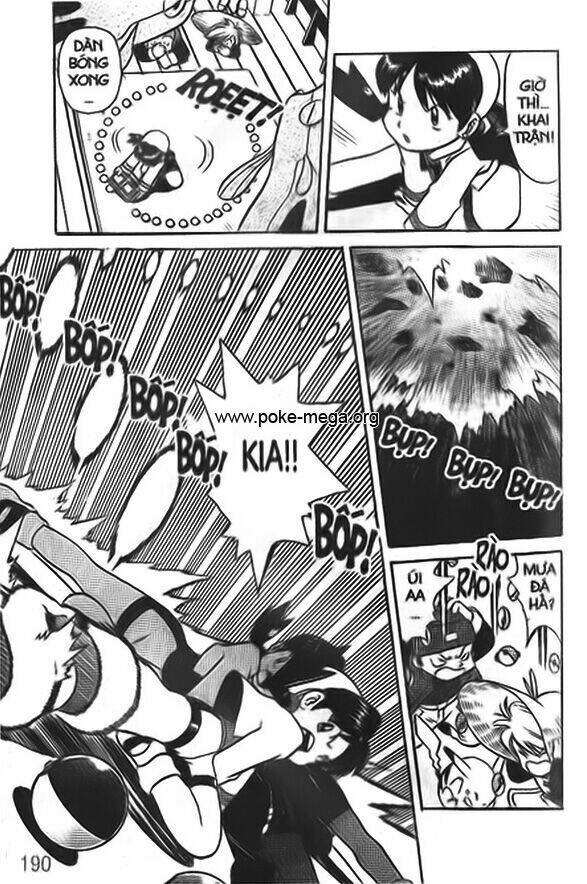 DÀN
BÓNG
XONG
...
ROẸẸT!
GIỜ
THÌ...
KHAI
TRẬN!
BỐP!
BỐP!
BỐP!
BỐP!
KIA!!
BỐP!
www.poke-mega.org
BỤP!
BỤP!
BỤP!
ÚI
AA
...
RÀO
RÀO
MƯA
ĐÁ
HẢ?
190